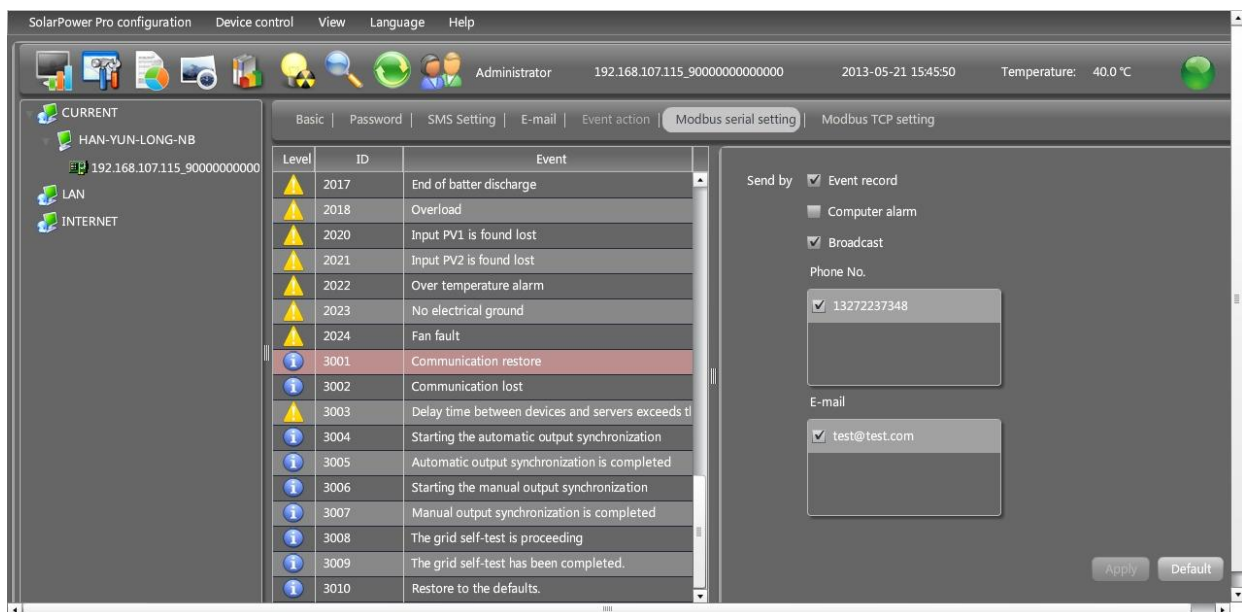 SolarPower Pro configuration Device control View Language Help
Administrator 192.168.107.115_90000000000000 2013-05-21 15:45:50 Temperature: 40.0 ℃
CURRENT
HAN-YUN-LONG-NB
192.168.107.115_90000000000
LAN
INTERNET
Basic | Password | SMS Setting | E-mail | Event action | Modbus serial setting | Modbus TCP setting
Level ID Event
2017 End of batter discharge
2018 Overload
2020 Input PV1 is found lost
2021 Input PV2 is found lost
2022 Over temperature alarm
2023 No electrical ground
2024 Fan fault
3001 Communication restore
3002 Communication lost
3003 Delay time between devices and servers exceeds tl
3004 Starting the automatic output synchronization
3005 Automatic output synchronization is completed
3006 Starting the manual output synchronization
3007 Manual output synchronization is completed
3008 The grid self-test is proceeding
3009 The grid self-test has been completed.
3010 Restore to the defaults.
Send by Event record
Computer alarm
Broadcast
Phone No.
13272237348
E-mail
test@test.com
Apply Default